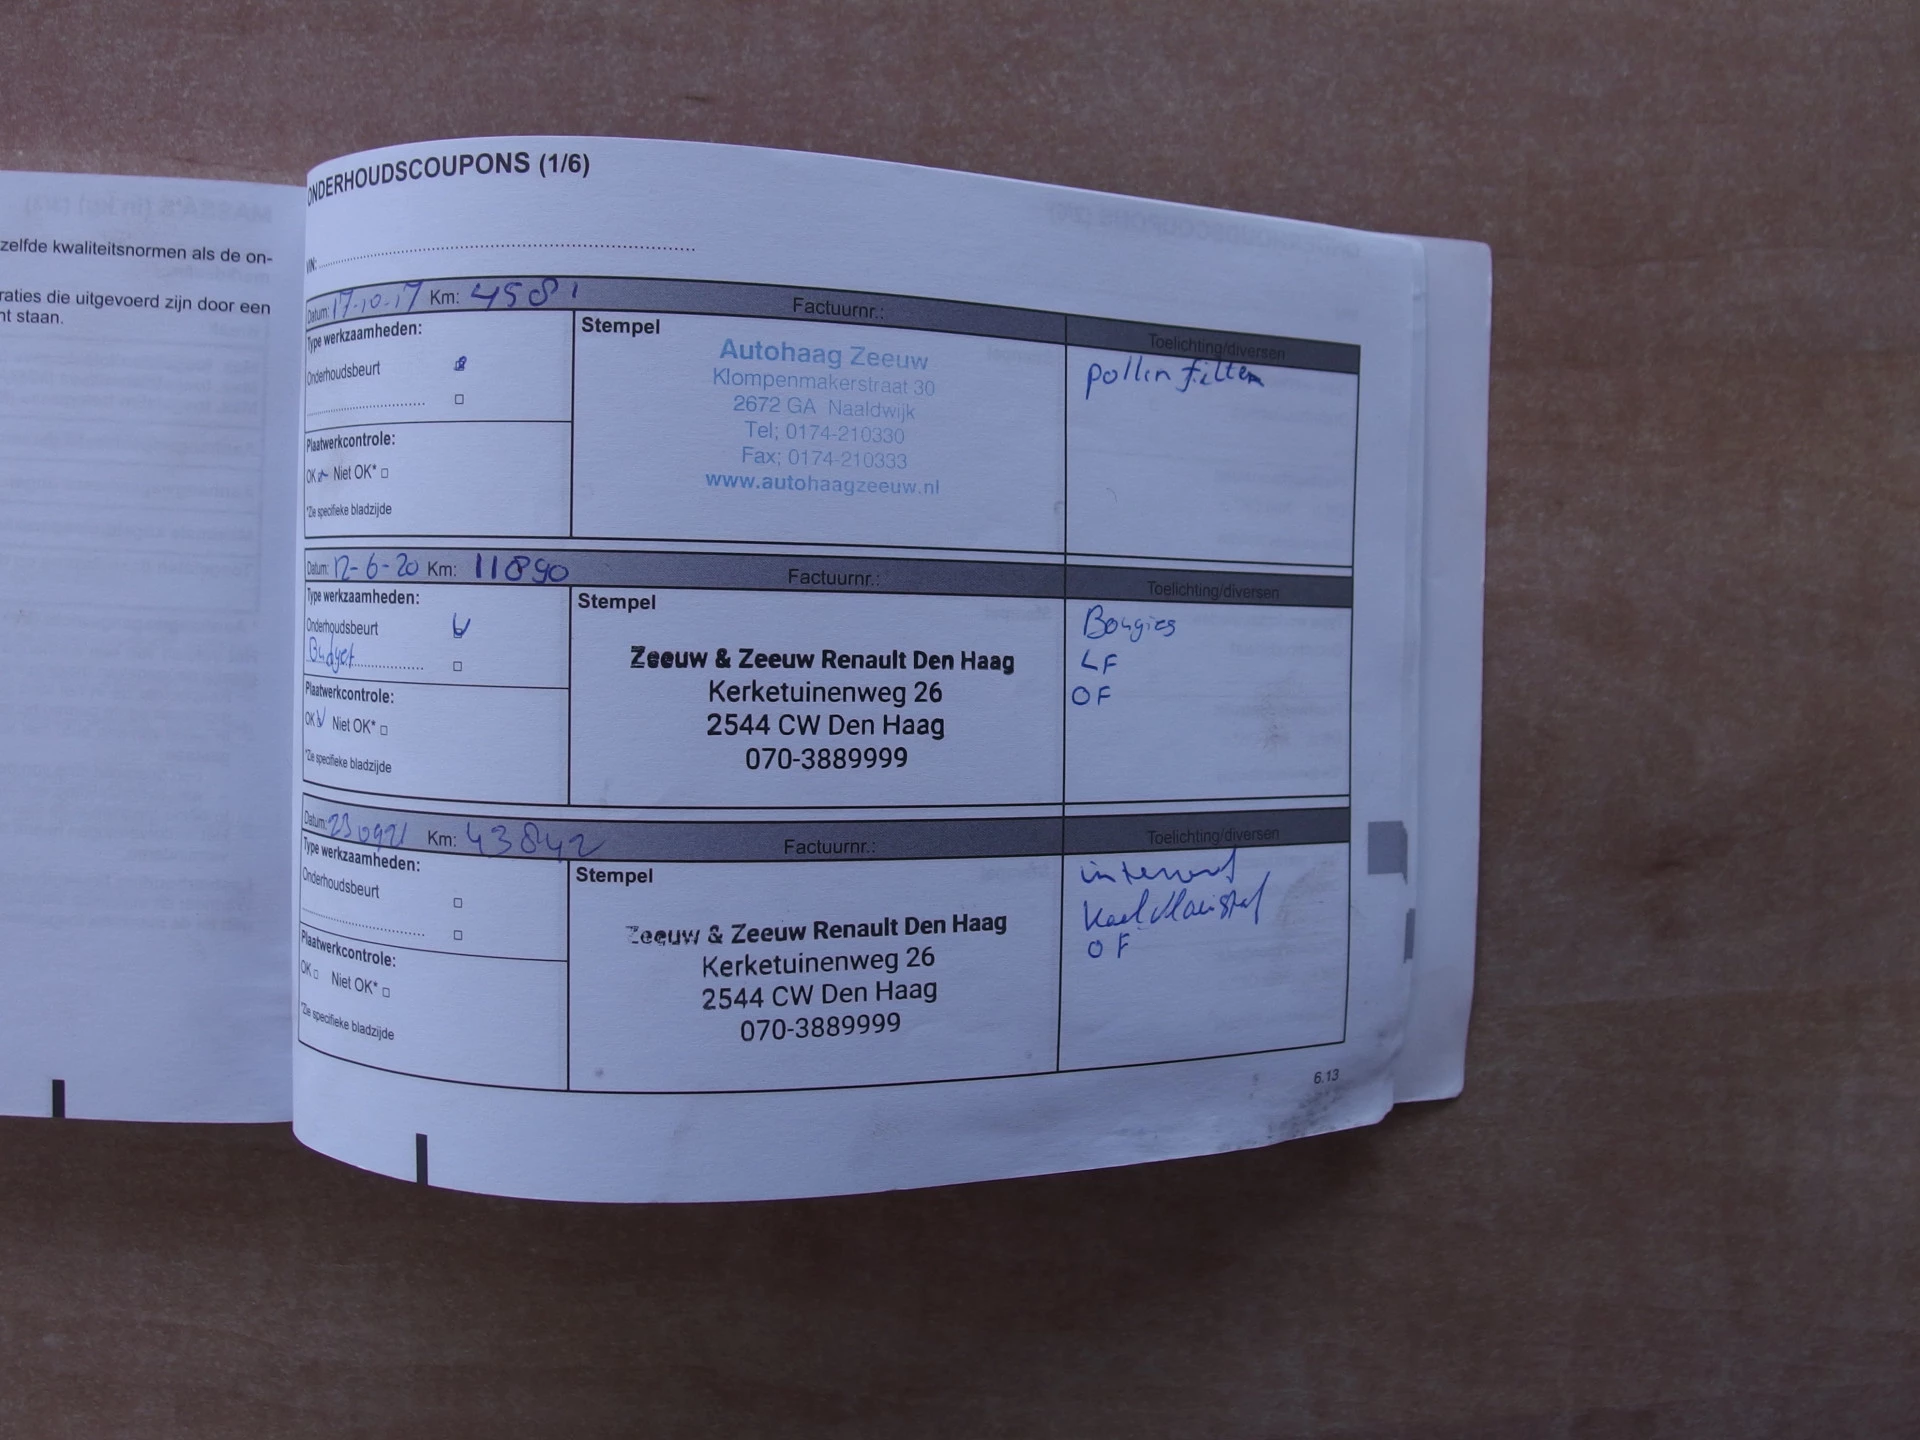 zelfde kwaliteitsnormen als de on-
raties die uitgevoerd zijn door een
nt staan.
ONDERHOUDSCOUPONS (1/6)
VIN:
Datum: 17-10-17 Km: 4581 Factuurnr.:
Toelichting/diversen
Type werkzaamheden:
Onderhoudsbeurt
Plaatwerkcontrole:
OK Niet OK*
*Zie specifieke bladzijde
Stempel
Autohaag Zeeuw
Klompenmakerstraat 30
2672 GA Naaldwijk
Tel; 0174-210330
Fax; 0174-210333
www.autohaagzeeuw.nl
pollin filter
Datum: 12-6-20 Km: 11890 Factuurnr.:
Toelichting/diversen
Type werkzaamheden:
Onderhoudsbeurt
Budget
Plaatwerkcontrole:
OK Niet OK*
*Zie specifieke bladzijde
Stempel
Zeeuw & Zeeuw Renault Den Haag
Kerketuinenweg 26
2544 CW Den Haag
070-3889999
Bougies
LF
OF
Datum: 230921 Km: 43842 Factuurnr.:
Toelichting/diversen
Type werkzaamheden:
Onderhoudsbeurt
Plaatwerkcontrole:
OK Niet OK*
*Zie specifieke bladzijde
Stempel
Zeeuw & Zeeuw Renault Den Haag
Kerketuinenweg 26
2544 CW Den Haag
070-3889999
OF
6.13